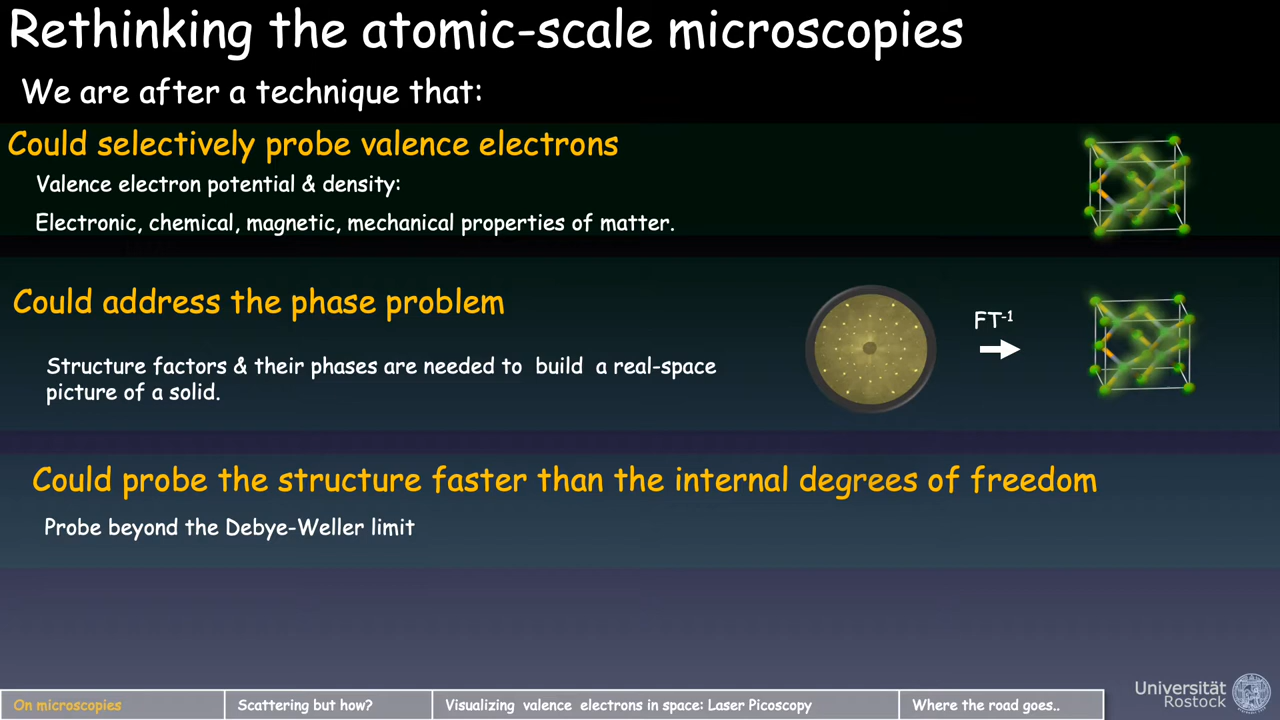 Rethinking the atomic-scale microscopies
We are after a technique that:
Could selectively probe valence electrons
Valence electron potential & density:
Electronic, chemical, magnetic, mechanical properties of matter.
Could address the phase problem
FT-1
Structure factors & their phases are needed to build a real-space
picture of a solid.
Could probe the structure faster than the internal degrees of freedom
Probe beyond the Debye-Weller limit
Universität
Rostock
On microscopies
Scattering but how?
Visualizing valence electrons in space: Laser Picoscopy
Where the road goes..